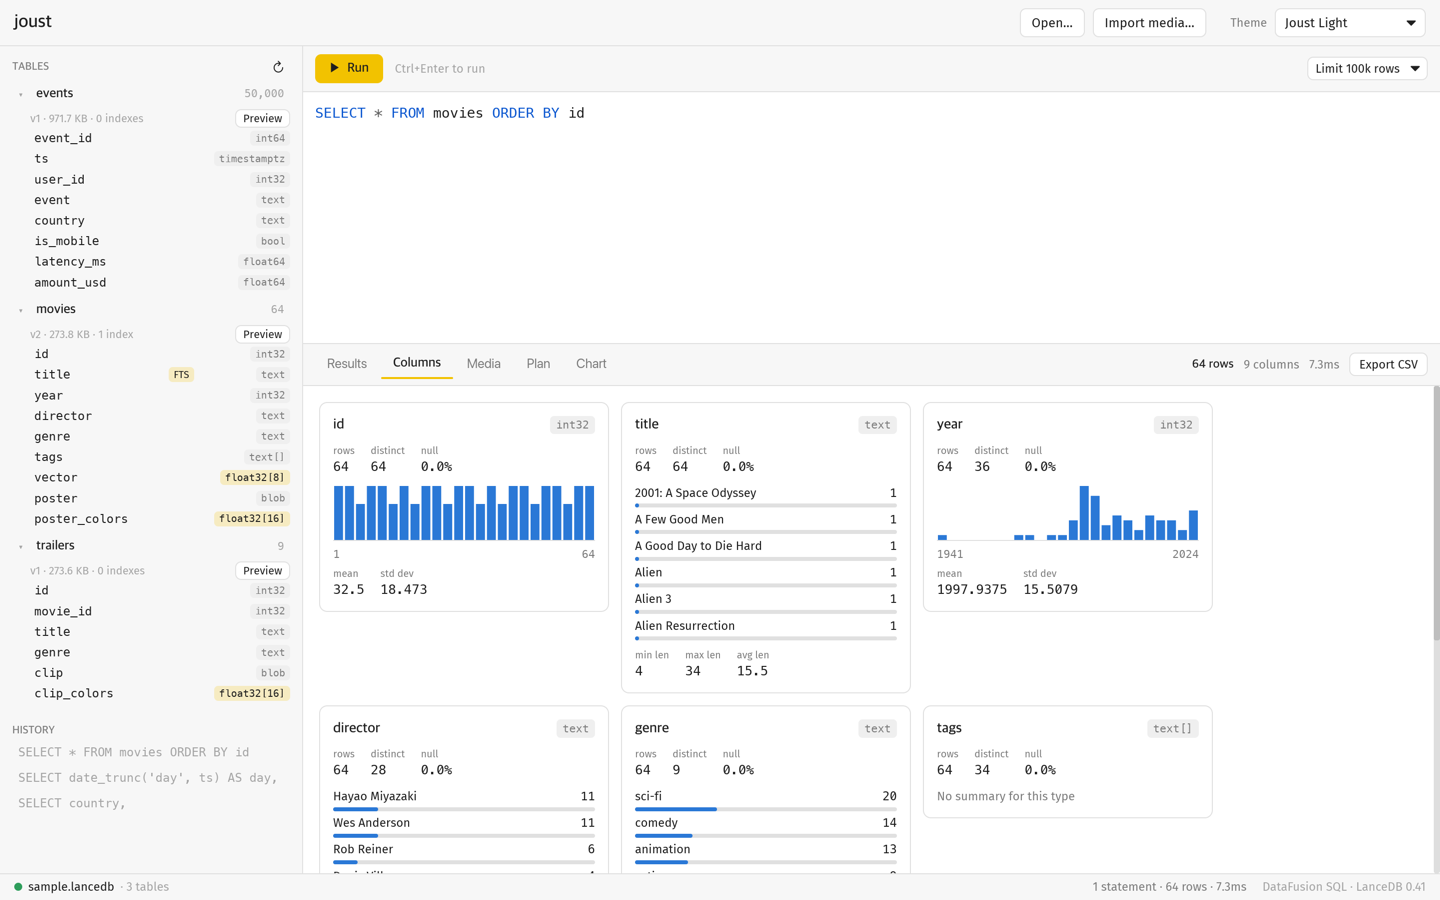 joust
Open...
Import media...
Theme
Joust Light
TABLES
events 50,000
v1 · 971.7 KB · 0 indexes Preview
event_id int64
ts timestamptz
user_id int32
event text
country text
is_mobile bool
latency_ms float64
amount_usd float64
movies 64
v2 · 273.8 KB · 1 index Preview
id int32
title FTS text
year int32
director text
genre text
tags text[]
vector float32[8]
poster blob
poster_colors float32[16]
trailers 9
v1 · 273.6 KB · 0 indexes Preview
id int32
movie_id int32
title text
genre text
clip blob
clip_colors float32[16]
HISTORY
SELECT * FROM movies ORDER BY id
SELECT date_trunc('day', ts) AS day,
SELECT country,
Run Ctrl+Enter to run Limit 100k rows
SELECT * FROM movies ORDER BY id
Results Columns Media Plan Chart 64 rows 9 columns 7.3ms Export CSV
id int32
rows distinct null
64 64 0.0%
1 64
mean std dev
32.5 18.473
title text
rows distinct null
64 64 0.0%
2001: A Space Odyssey 1
A Few Good Men 1
A Good Day to Die Hard 1
Alien 1
Alien 3 1
Alien Resurrection 1
min len max len avg len
4 34 15.5
year int32
rows distinct null
64 36 0.0%
1941 2024
mean std dev
1997.9375 15.5079
director text
rows distinct null
64 28 0.0%
Hayao Miyazaki 11
Wes Anderson 11
Rob Reiner 6
genre text
rows distinct null
64 9 0.0%
sci-fi 20
comedy 14
animation 13
tags text[]
rows distinct null
64 34 0.0%
No summary for this type
sample.lancedb · 3 tables
1 statement · 64 rows · 7.3ms DataFusion SQL · LanceDB 0.41